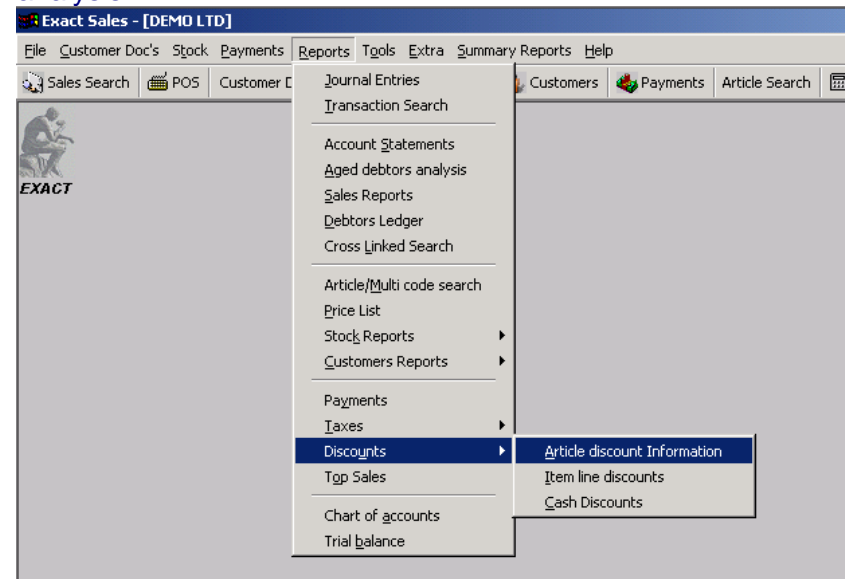 Exact Sales - [DEMO LTD]
File Customer Doc's Stock Payments Reports Tools Extra Summary Reports Help
Sales Search POS Customer Customers Payments Article Search
EXACT
Journal Entries
Transaction Search
Account Statements
Aged debtors analysis
Sales Reports
Debtors Ledger
Cross Linked Search
Article/Multi code search
Price List
Stock Reports
Customers Reports
Payments
Taxes
Discounts
Top Sales
Chart of accounts
Trial balance
Article discount Information
Item line discounts
Cash Discounts